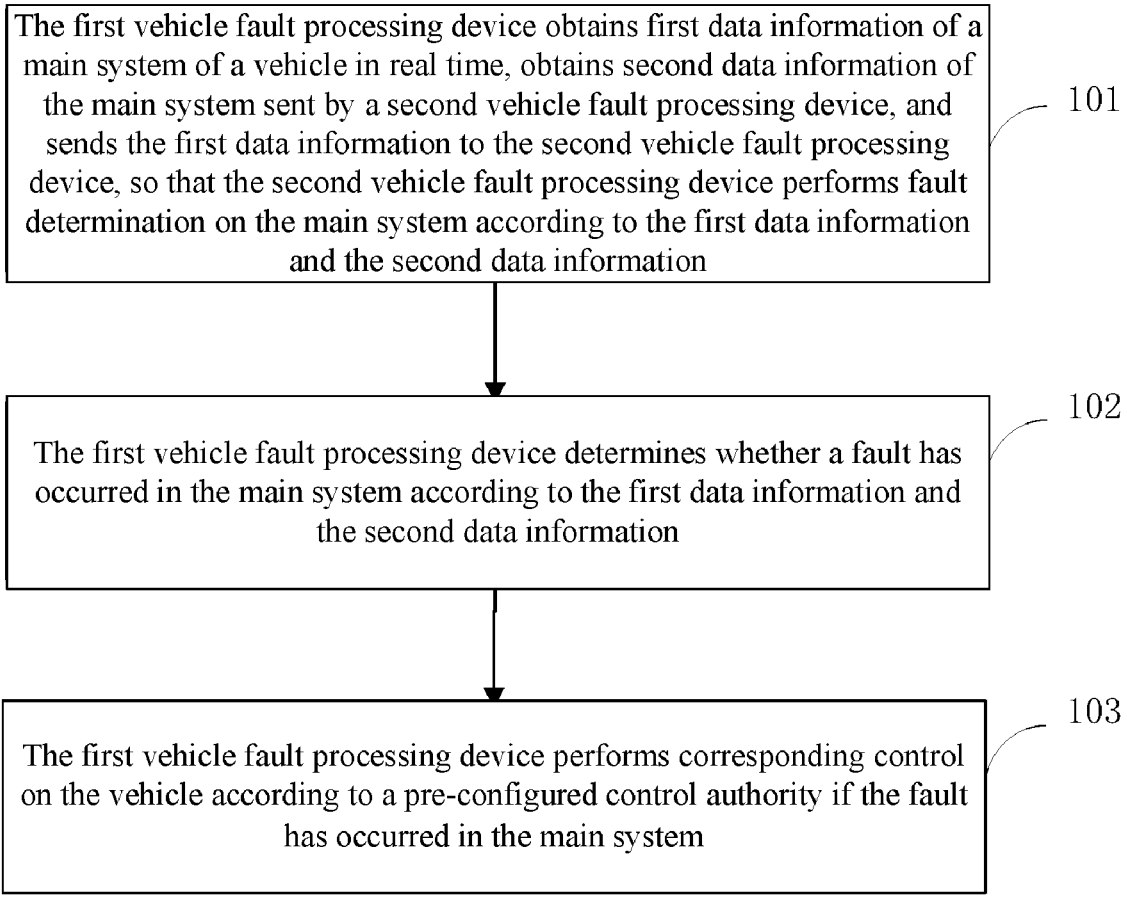 The first vehicle fault processing device obtains first data information of a
main system of a vehicle in real time, obtains second data information of
the main system sent by a second vehicle fault processing device, and
sends the first data information to the second vehicle fault processing
device, so that the second vehicle fault processing device performs fault
determination on the main system according to the first data information
and the second data information
101
The first vehicle fault processing device determines whether a fault has
occurred in the main system according to the first data information and
the second data information
102
The first vehicle fault processing device performs corresponding control
on the vehicle according to a pre-configured control authority if the fault
has occurred in the main system
103